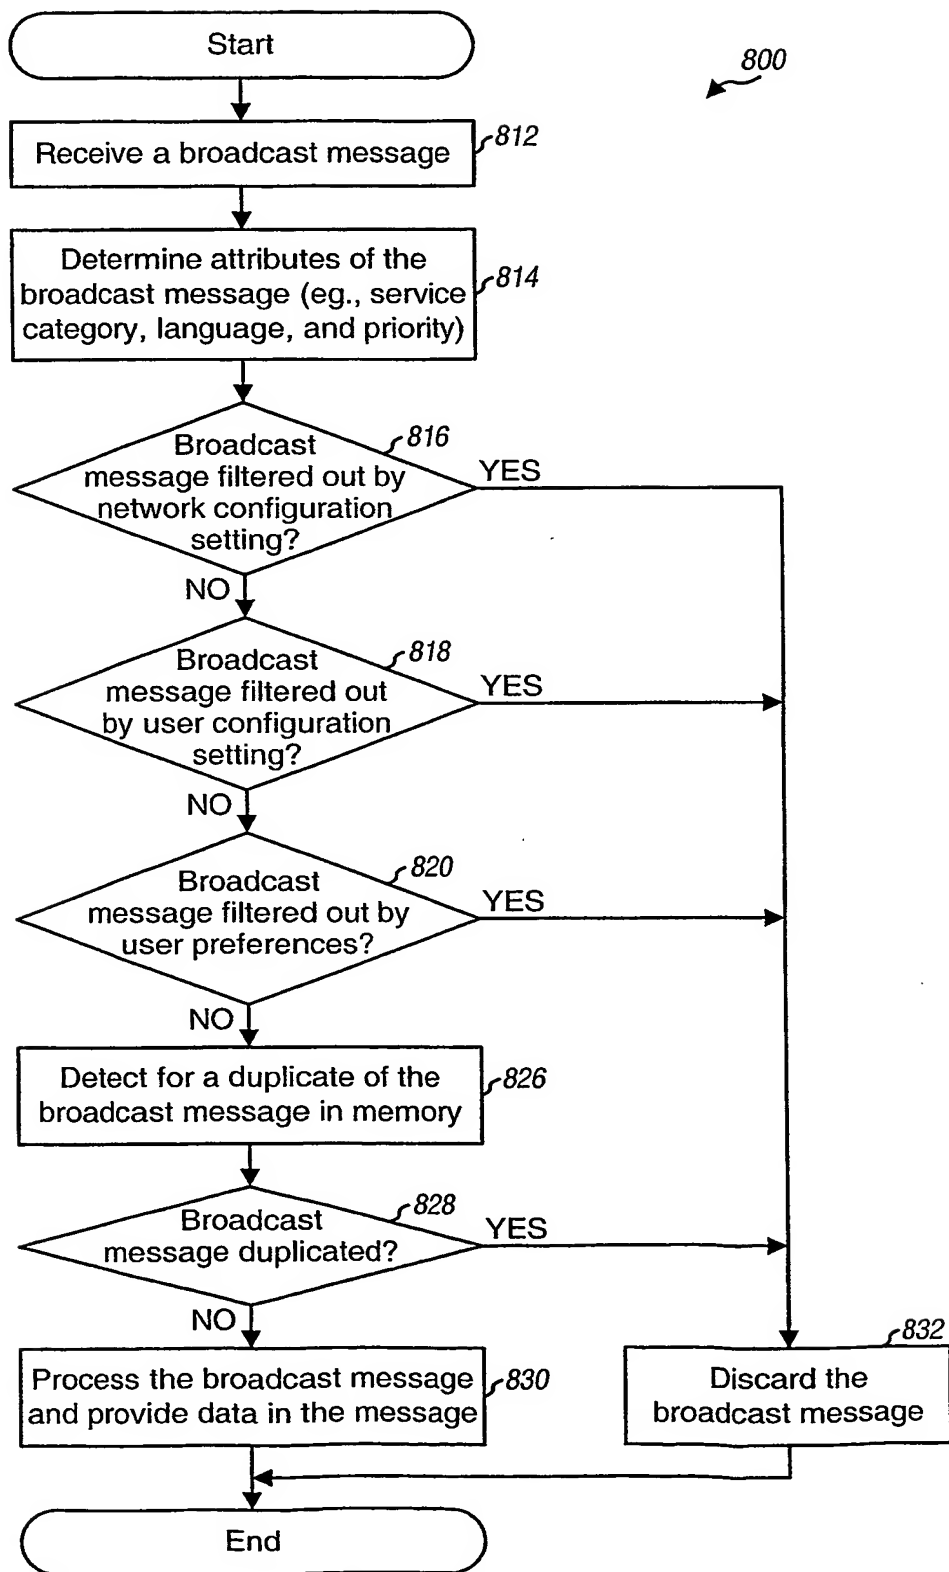 Start
800
Receive a broadcast message
812
Determine attributes of the
broadcast message (eg., service
category, language, and priority)
814
Broadcast
message filtered out by
network configuration
setting?
816
YES
NO
Broadcast
message filtered out
by user configuration
setting?
818
YES
NO
Broadcast
message filtered out by
user preferences?
820
YES
NO
Detect for a duplicate of the
broadcast message in memory
826
Broadcast
message duplicated?
828
YES
NO
Process the broadcast message
and provide data in the message
830
Discard the
broadcast message
832
End